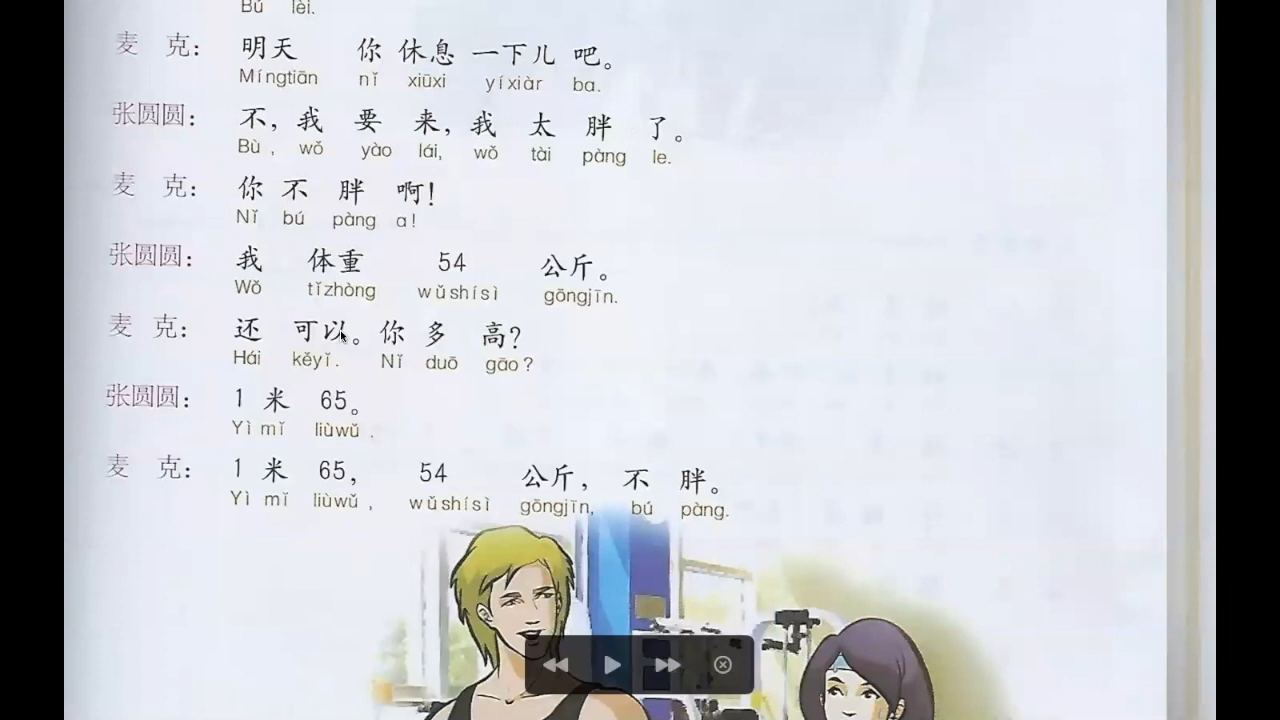 Bú lèi.
麦 克： 明天 你 休息 一下儿 吧。
Míngtiān nǐ xiūxi yíxiàr ba.
张圆圆： 不，我 要 来，我 太 胖 了。
Bù , wǒ yào lái, wǒ tài pàng le.
麦 克： 你 不 胖 啊！
Nǐ bú pàng a!
张圆圆： 我 体重 54 公斤。
Wǒ tǐzhòng wǔshísì gōngjīn.
麦 克： 还 可以。你 多 高？
Hái kěyǐ. Nǐ duō gāo?
张圆圆： 1 米 65。
Yì mǐ liùwǔ .
麦 克： 1 米 65， 54 公斤， 不 胖。
Yì mǐ liùwǔ , wǔshísì gōngjīn, bú pàng.